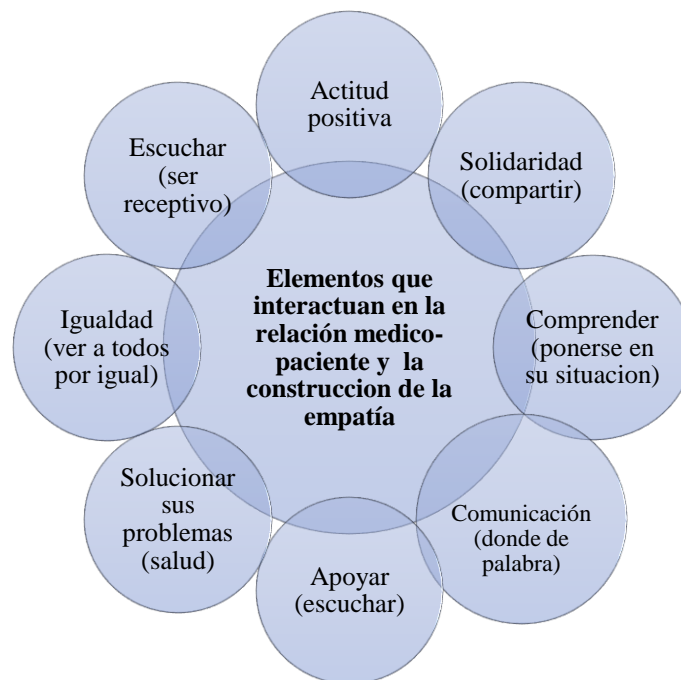 Actitud
positiva
Solidaridad
(compartir)
Comprender
(ponerse en
su situacion)
Comunicación
(donde de
palabra)
Apoyar
(escuchar)
Solucionar
sus
problemas
(salud)
Igualdad
(ver a todos
por igual)
Escuchar
(ser
receptivo)
Elementos que
interactuan en la
relación medico-
paciente y la
construccion de la
empatía